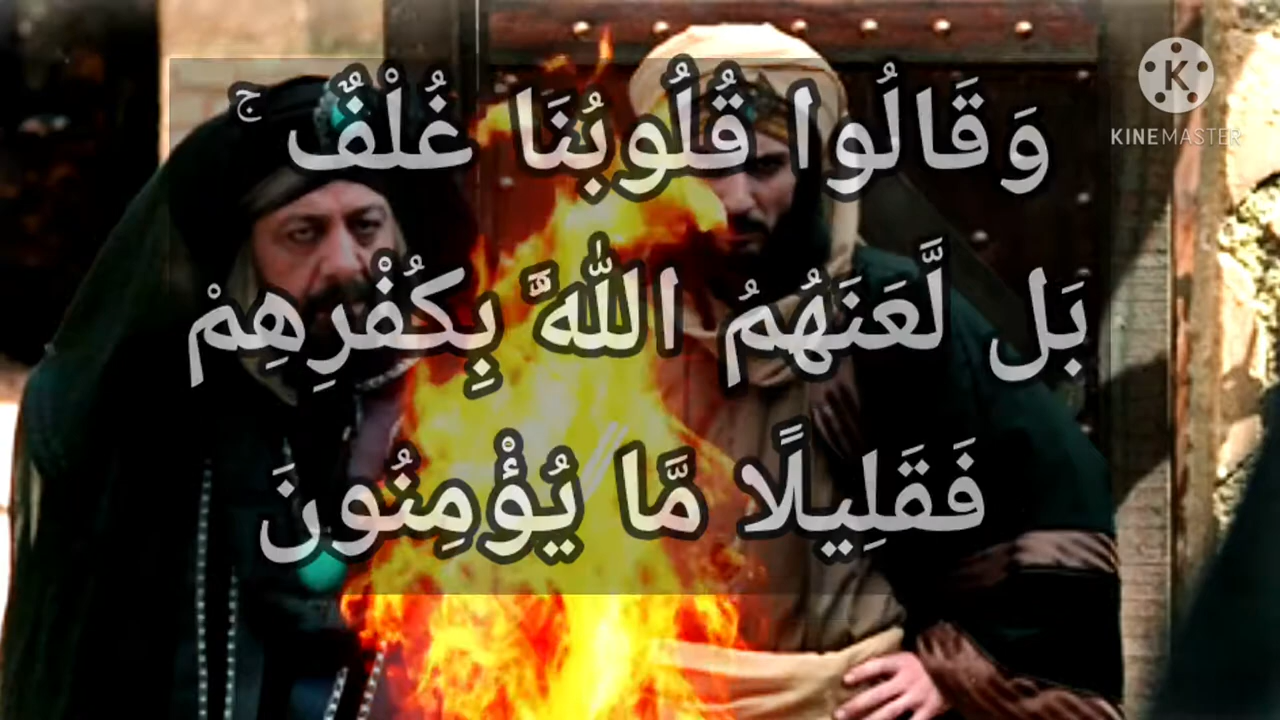 وَقَالُوا قُلُوبُنَا غُلْفٌ ۚ
بَل لَّعَنَهُمُ اللَّهُ بِكُفْرِهِمْ
فَقَلِيلًا مَّا يُؤْمِنُونَ
K
KINEMASTER